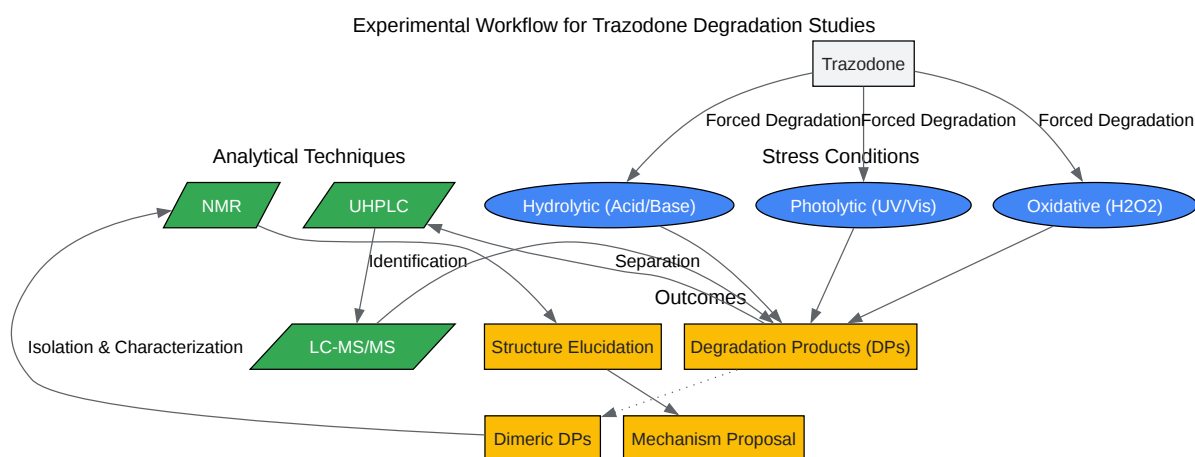 Experimental Workflow for Trazodone Degradation Studies
Trazodone
Forced Degradation
Forced Degradation
Forced Degradation
Analytical Techniques
Stress Conditions
NMR
UHPLC
Hydrolytic (Acid/Base)
Photolytic (UV/Vis)
Oxidative (H2O2)
Identification
Separation
Outcomes
Isolation & Characterization
LC-MS/MS
Structure Elucidation
Degradation Products (DPs)
Dimeric DPs
Mechanism Proposal